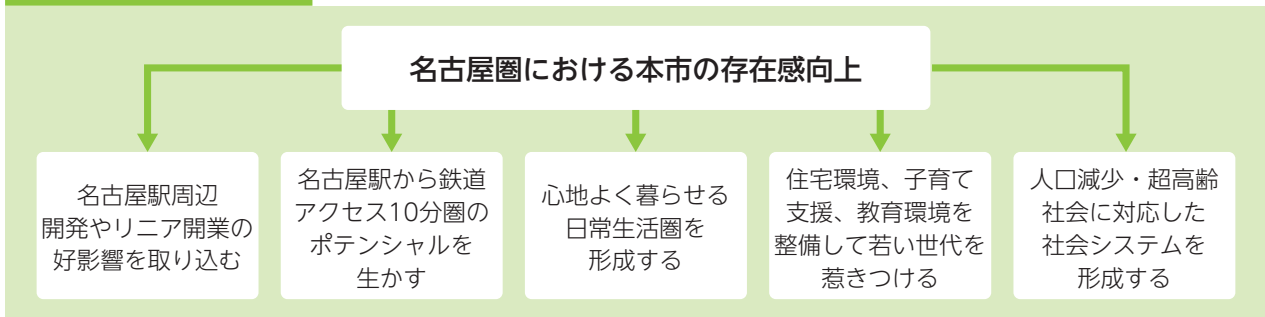 名古屋圏における本市の存在感向上
名古屋駅周辺
開発やリニア開業の
好影響を取り込む
名古屋駅から鉄道
アクセス10分圏の
ポテンシャルを
生かす
心地よく暮らせる
日常生活圏を
形成する
住宅環境、子育て
支援、教育環境を
整備して若い世代を
惹きつける
人口減少・超高齢
社会に対応した
社会システムを
形成する